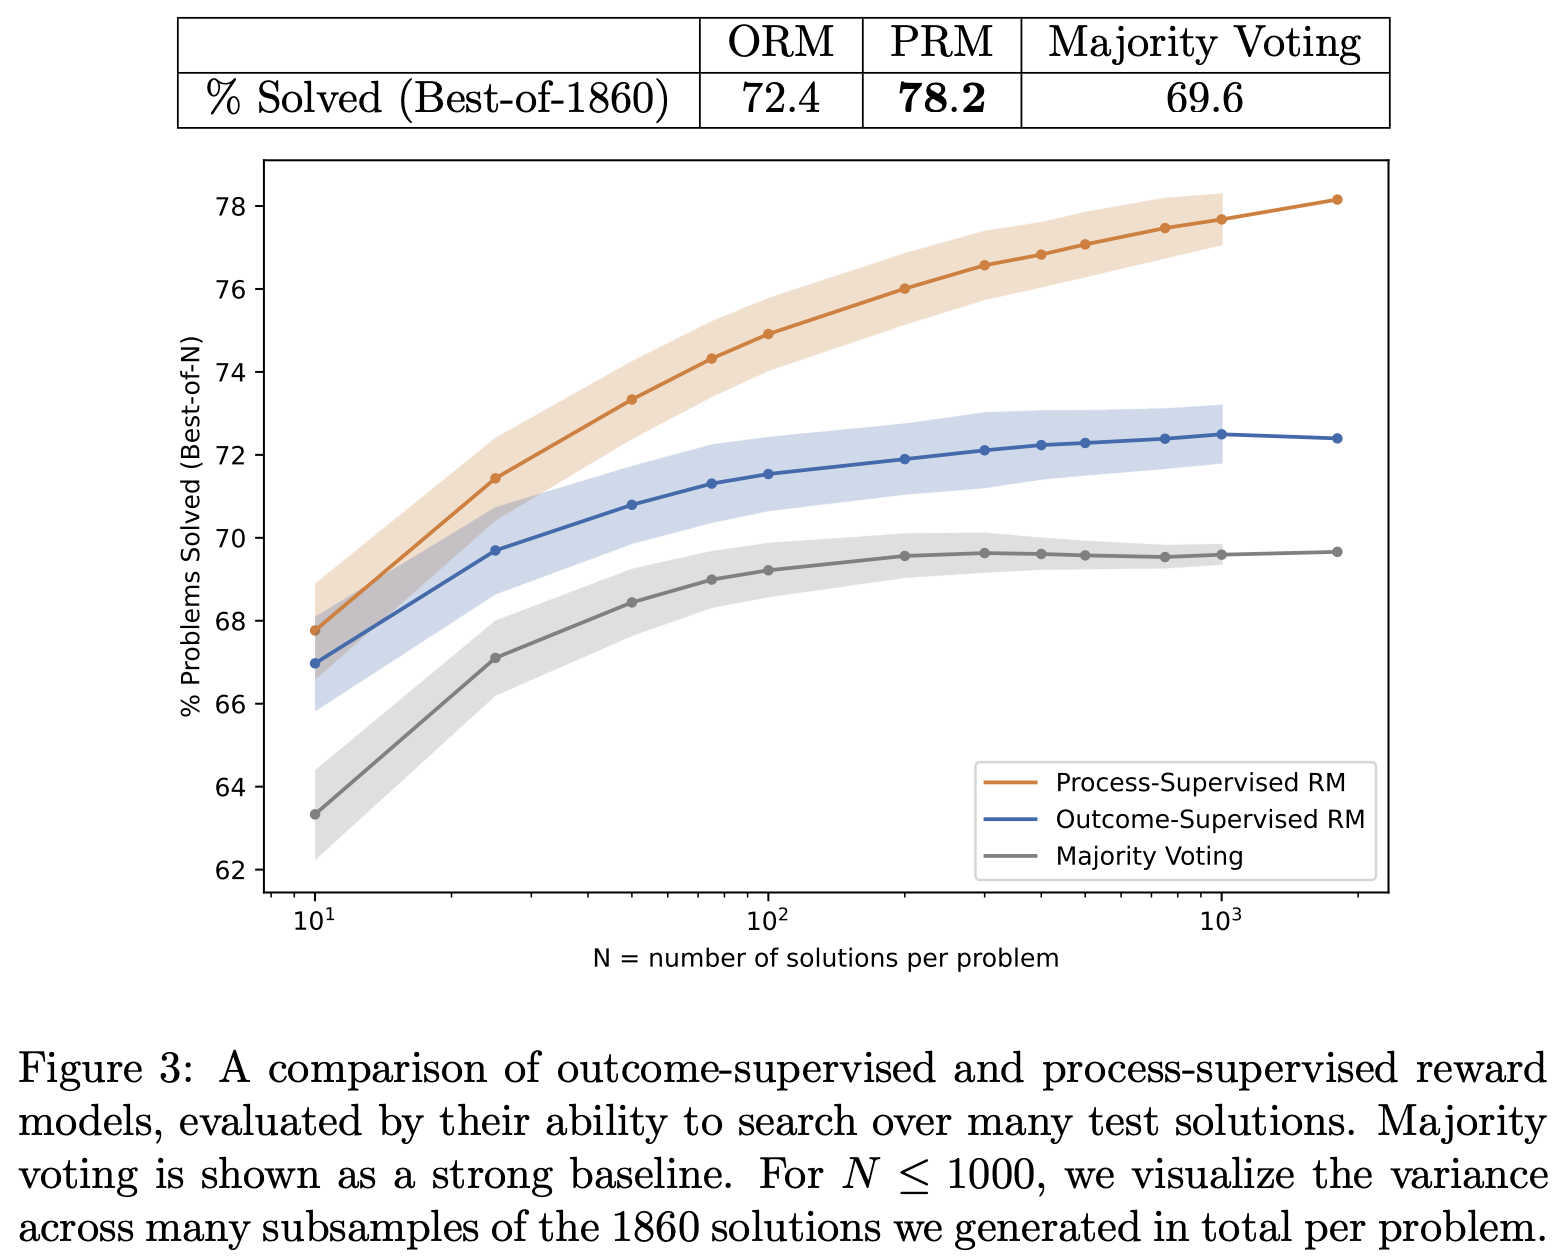 ORM PRM Majority Voting
% Solved (Best-of-1860) 72.4 78.2 69.6
% Problems Solved (Best-of-N)
78
76
74
72
70
68
66
64
62
Process-Supervised RM
Outcome-Supervised RM
Majority Voting
10¹ 10² 10³
N = number of solutions per problem
Figure 3: A comparison of outcome-supervised and process-supervised reward
models, evaluated by their ability to search over many test solutions. Majority
voting is shown as a strong baseline. For N ≤ 1000, we visualize the variance
across many subsamples of the 1860 solutions we generated in total per problem.